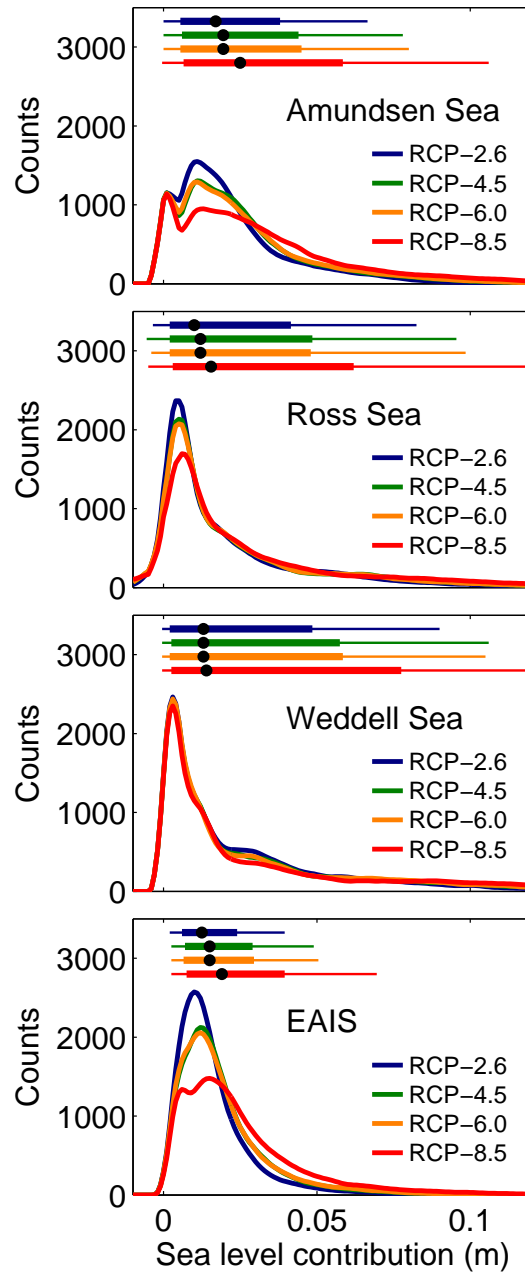 3000
2000
1000
0
Counts
Amundsen Sea
RCP−2.6
RCP−4.5
RCP−6.0
RCP−8.5
3000
2000
1000
0
Counts
Ross Sea
RCP−2.6
RCP−4.5
RCP−6.0
RCP−8.5
3000
2000
1000
0
Counts
Weddell Sea
RCP−2.6
RCP−4.5
RCP−6.0
RCP−8.5
3000
2000
1000
0
Counts
EAIS
RCP−2.6
RCP−4.5
RCP−6.0
RCP−8.5
0 0.05 0.1
Sea level contribution (m)